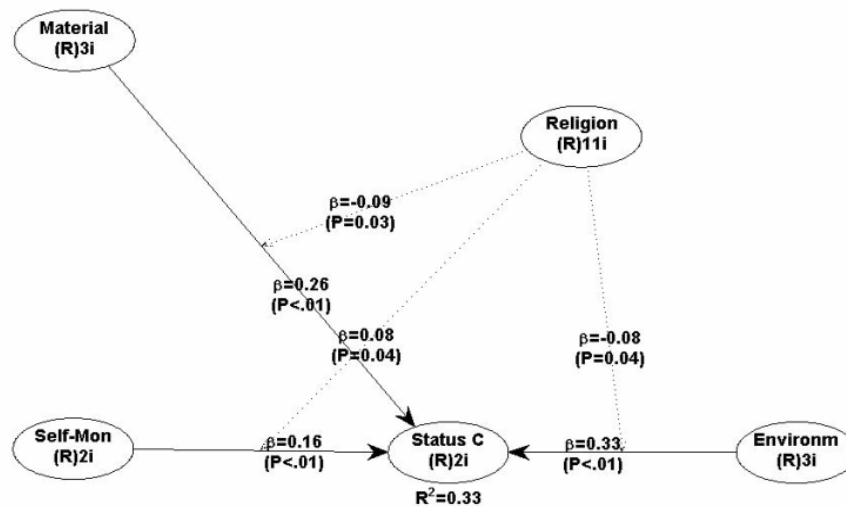 Material
(R)3i
Religion
(R)11i
β=-0.09
(P=0.03)
β=0.26
(P<.01)
β=0.08
(P=0.04)
β=-0.08
(P=0.04)
Self-Mon
(R)2i
β=0.16
(P<.01)
Status C
(R)2i
β=0.33
(P<.01)
Environm
(R)3i
R²=0.33